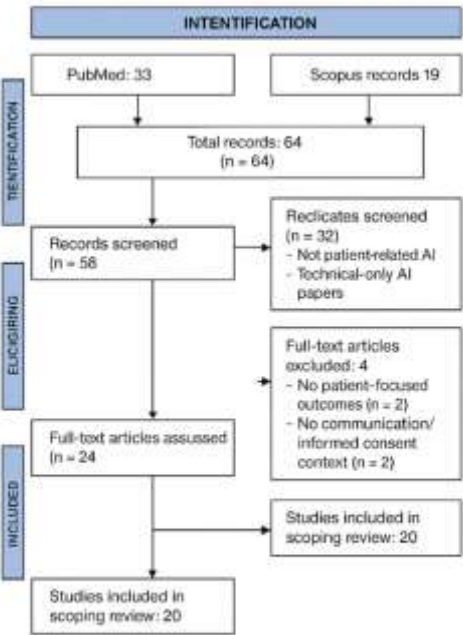 INTENTIFICATION
TIENTIFICATION
PubMed: 33
Scopus records 19
Total records: 64
(n = 64)
Records screened
(n = 58
Reclicates screened
(n = 32)
- Not patient-related AI
- Technical-only AI
papers
ELICIGIRING
Full-text articles
excluded: 4
- No patient-focused
outcomes (n = 2)
- No communication/
informed consent
context (n = 2)
Full-text articles assussed
(n = 24
INCLUDED
Studies included in
scoping review: 20
Studies included in
scoping review: 20